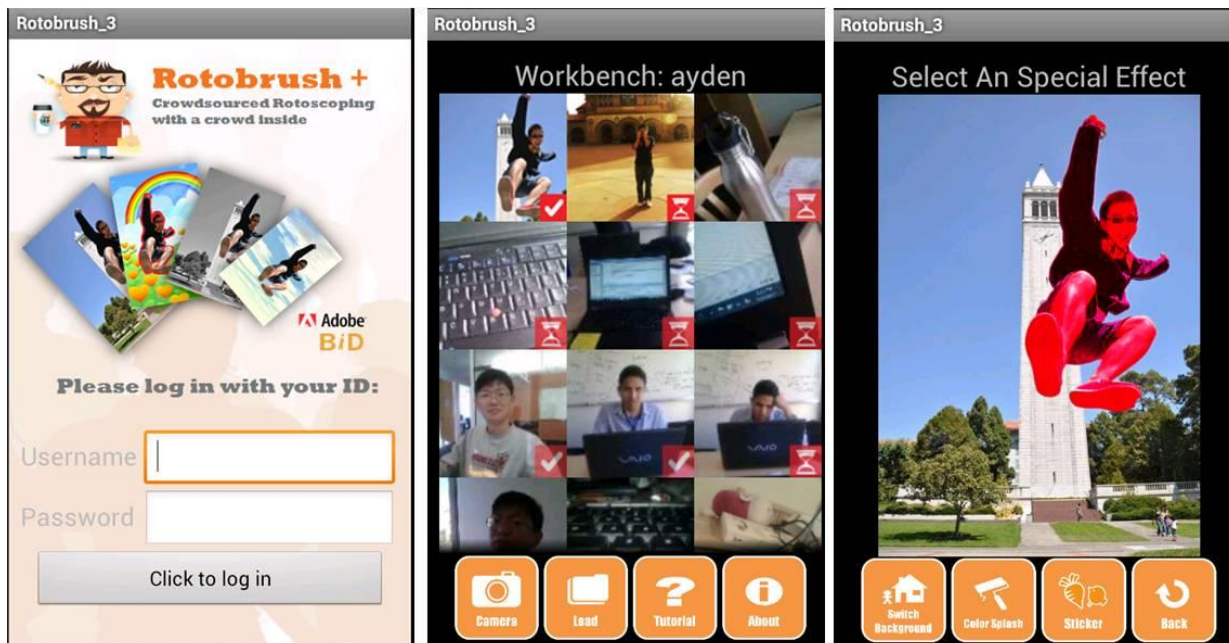 Rotobrush_3
Rotobrush +
Crowdsourced Rotoscoping
with a crowd inside
Adobe
BiD
Please log in with your ID:
Username
Password
Click to log in
Rotobrush_3
Workbench: ayden
VAIO
VAIO
Camera
Load
Tutorial
About
Rotobrush_3
Select An Special Effect
Switch
Background
Color Splash
Sticker
Back